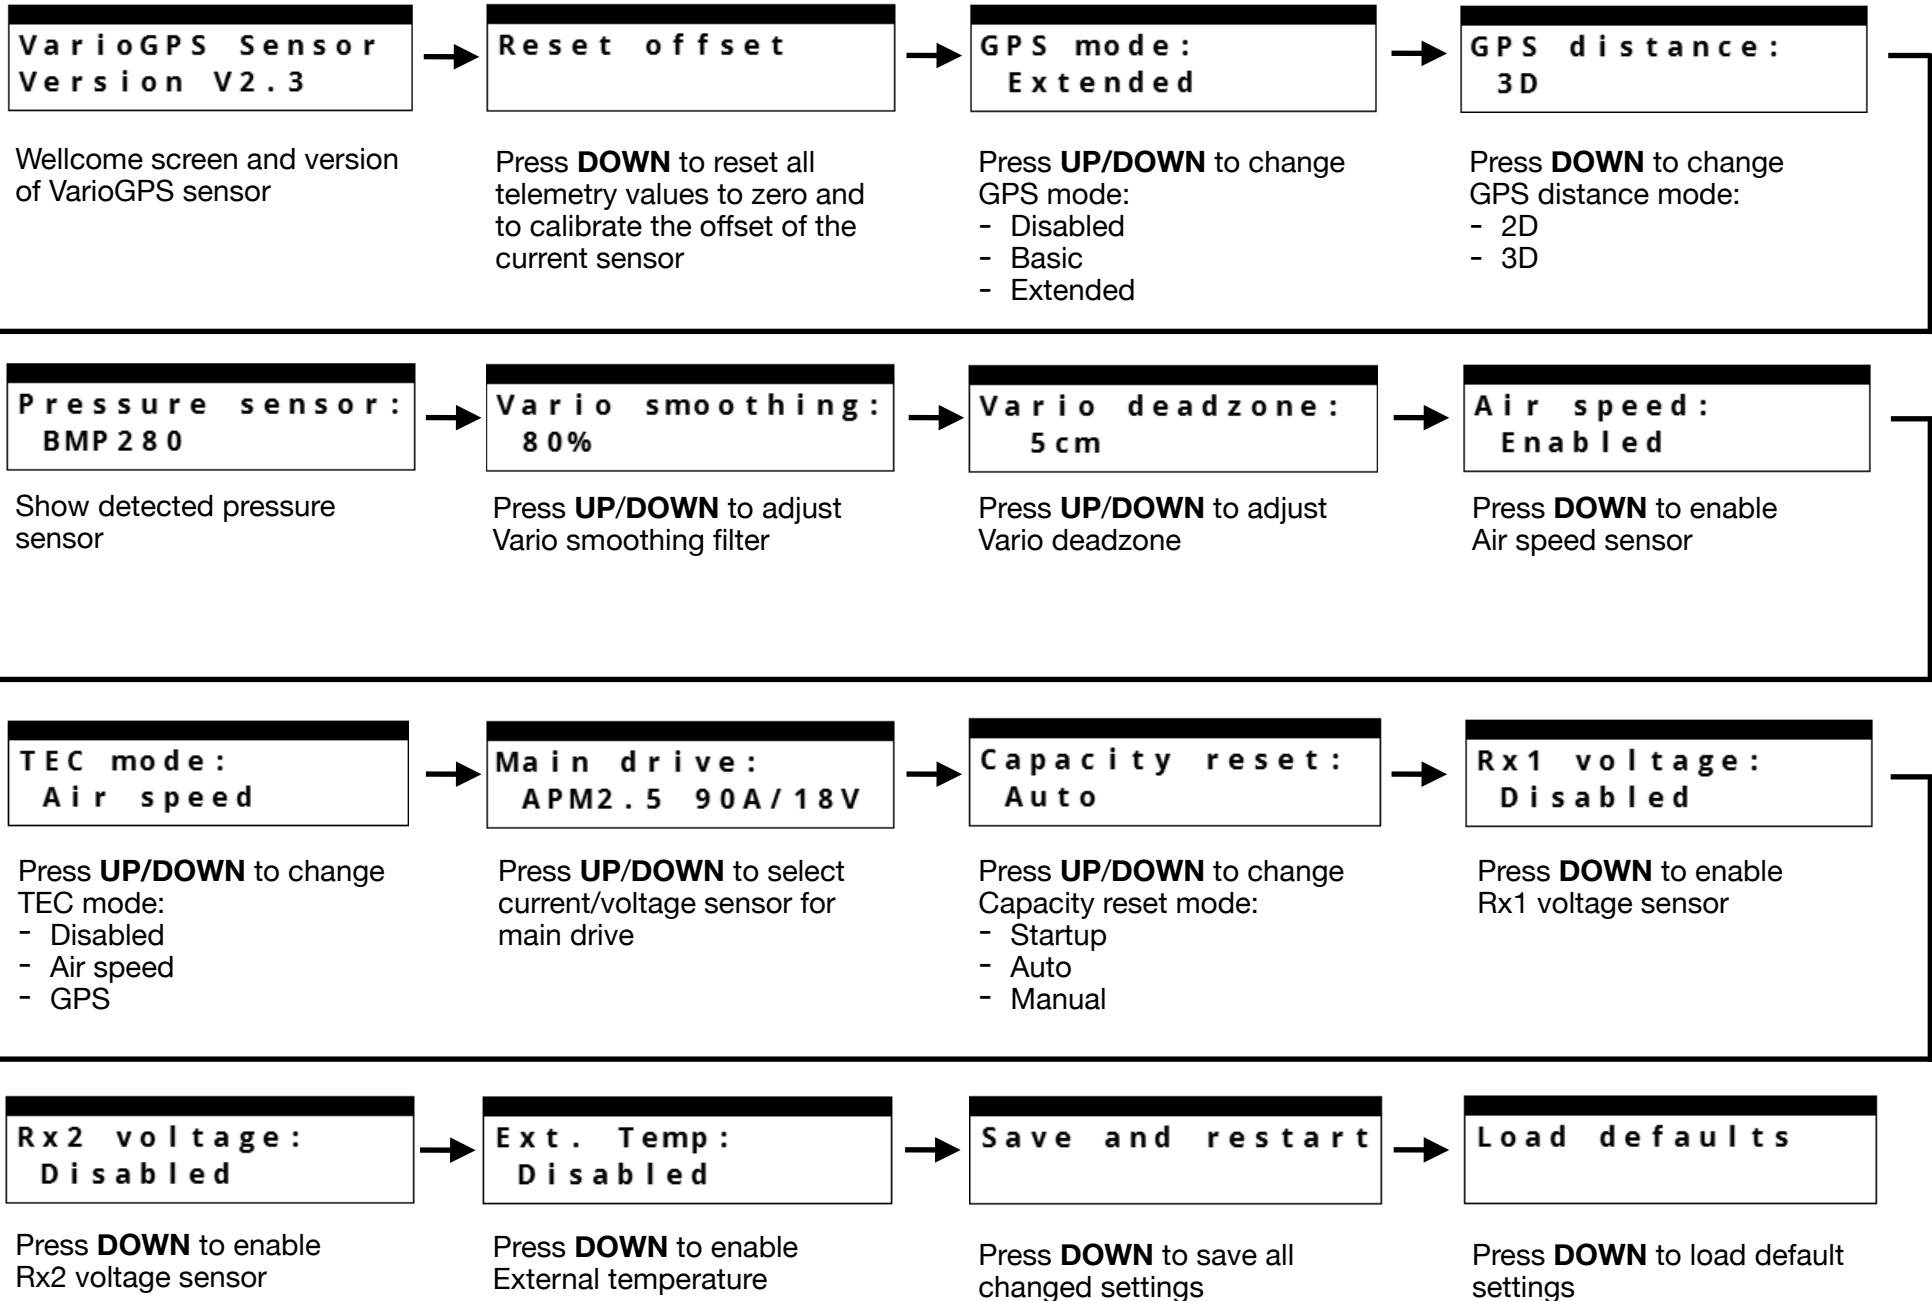 VarioGPS Sensor
Version V2.3
Wellcome screen and version
of VarioGPS sensor
Reset offset
Press DOWN to reset all
telemetry values to zero and
to calibrate the offset of the
current sensor
GPS mode:
Extended
Press UP/DOWN to change
GPS mode:
- Disabled
- Basic
- Extended
GPS distance:
3D
Press DOWN to change
GPS distance mode:
- 2D
- 3D
Pressure sensor:
BMP280
Show detected pressure
sensor
Vario smoothing:
80%
Press UP/DOWN to adjust
Vario smoothing filter
Vario deadzone:
5cm
Press UP/DOWN to adjust
Vario deadzone
Air speed:
Enabled
Press DOWN to enable
Air speed sensor
TEC mode:
Air speed
Press UP/DOWN to change
TEC mode:
- Disabled
- Air speed
- GPS
Main drive:
APM2.5 90A/18V
Press UP/DOWN to select
current/voltage sensor for
main drive
Capacity reset:
Auto
Press UP/DOWN to change
Capacity reset mode:
- Startup
- Auto
- Manual
Rx1 voltage:
Disabled
Press DOWN to enable
Rx1 voltage sensor
Rx2 voltage:
Disabled
Press DOWN to enable
Rx2 voltage sensor
Ext. Temp:
Disabled
Press DOWN to enable
External temperature
Save and restart
Press DOWN to save all
changed settings
Load defaults
Press DOWN to load default
settings